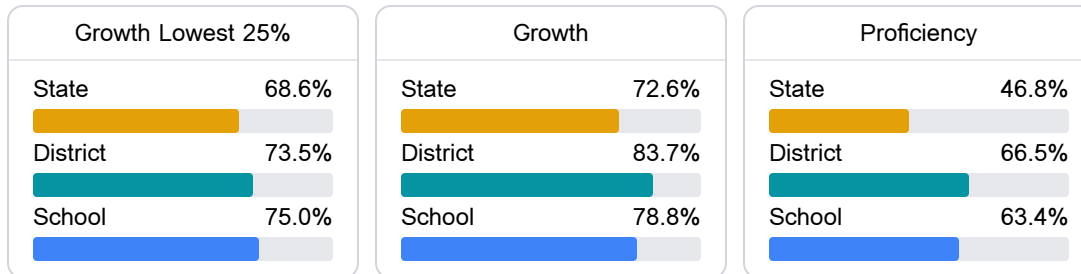 Growth Lowest 25%
State 68.6%
District 73.5%
School 75.0%
Growth
State 72.6%
District 83.7%
School 78.8%
Proficiency
State 46.8%
District 66.5%
School 63.4%